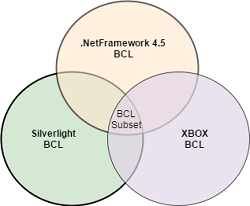 .NetFramework 4.5
BCL
BCL
Subset
Silverlight
BCL
XBOX
BCL